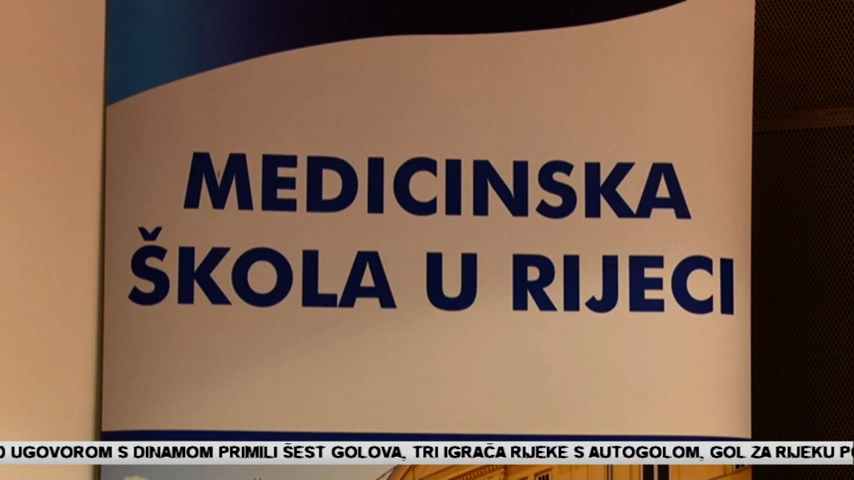 MEDICINSKA
ŠKOLA U RIJECI
UGOVOROM S DINAMOM PRIMILI ŠEST GOLOVA, TRI IGRAČA RIJEKE S AUTOGOLOM, GOL ZA RIJEKU